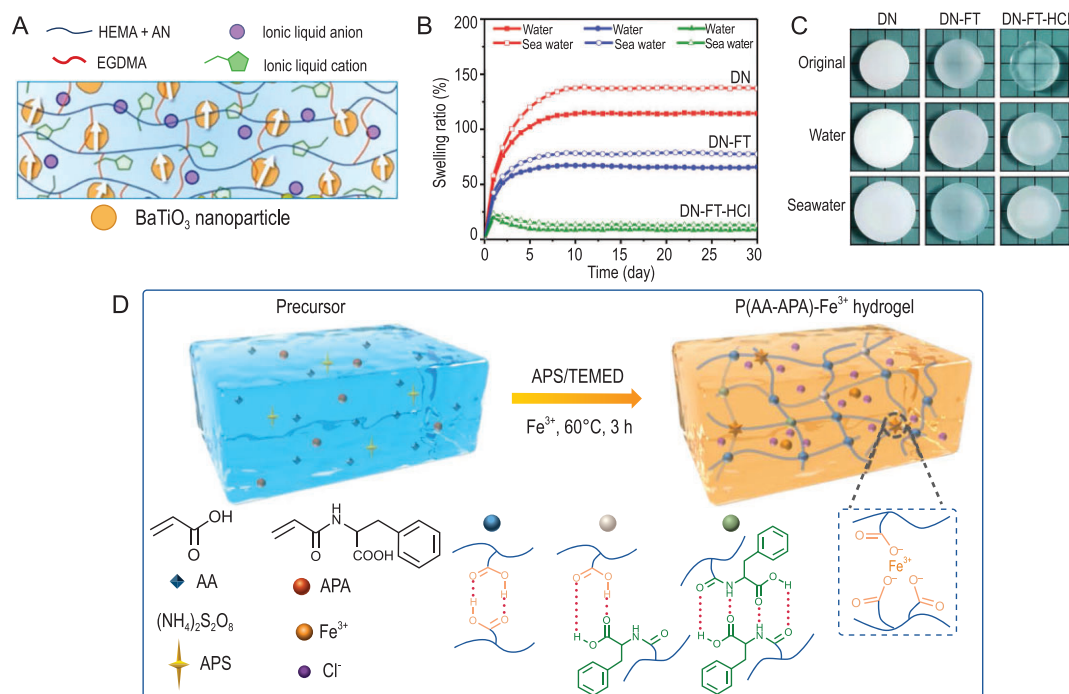 A
HEMA + AN
Ionic liquid anion
EGDMA
Ionic liquid cation
BaTiO₃ nanoparticle
B
Water Water Water
Sea water Sea water Sea water
Swelling ratio (%)
200
150
100
50
0
DN
DN-FT
DN-FT-HCl
0 5 10 15 20 25 30
Time (day)
C
DN DN-FT DN-FT-HCl
Original
Water
Seawater
D
Precursor
P(AA-APA)-Fe³⁺ hydrogel
APS/TEMED
Fe³⁺, 60°C, 3 h
OH
O
AA
H
N
O
COOH
APA
(NH₄)₂S₂O₈
APS
Fe³⁺
Cl⁻
O O
H
H
O O
O O
H
H O
O
N
H
O
O N
H
O
O
H
H O
O
N
H
O
O O⁻
Fe³⁺
O⁻ O⁻
O O